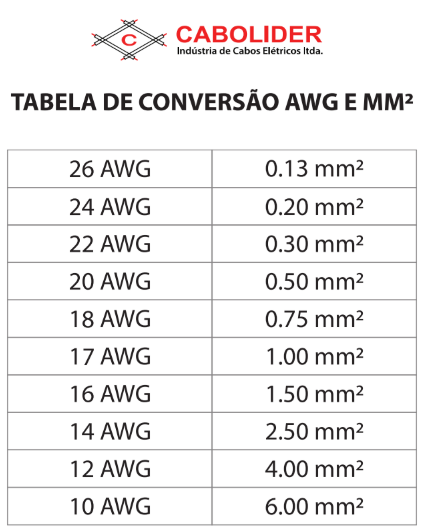 C
CABOLIDER
Indústria de Cabos Elétricos ltda.
TABELA DE CONVERSÃO AWG E MM²
26 AWG 0.13 mm²
24 AWG 0.20 mm²
22 AWG 0.30 mm²
20 AWG 0.50 mm²
18 AWG 0.75 mm²
17 AWG 1.00 mm²
16 AWG 1.50 mm²
14 AWG 2.50 mm²
12 AWG 4.00 mm²
10 AWG 6.00 mm²